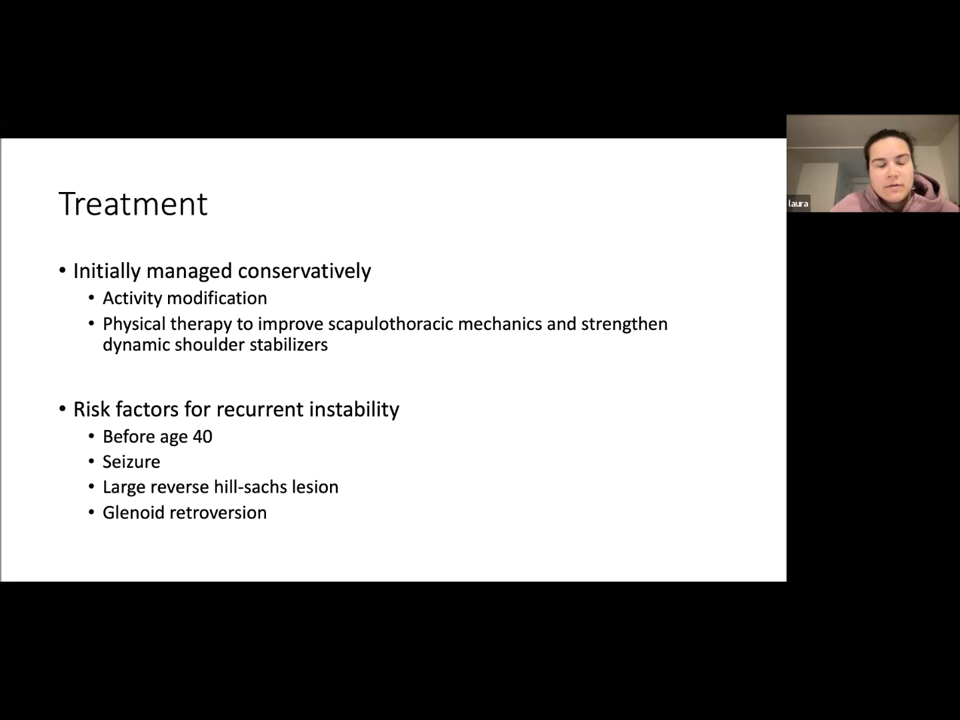 Treatment
• Initially managed conservatively
• Activity modification
• Physical therapy to improve scapulothoracic mechanics and strengthen
dynamic shoulder stabilizers
• Risk factors for recurrent instability
• Before age 40
• Seizure
• Large reverse hill-sachs lesion
• Glenoid retroversion
laura